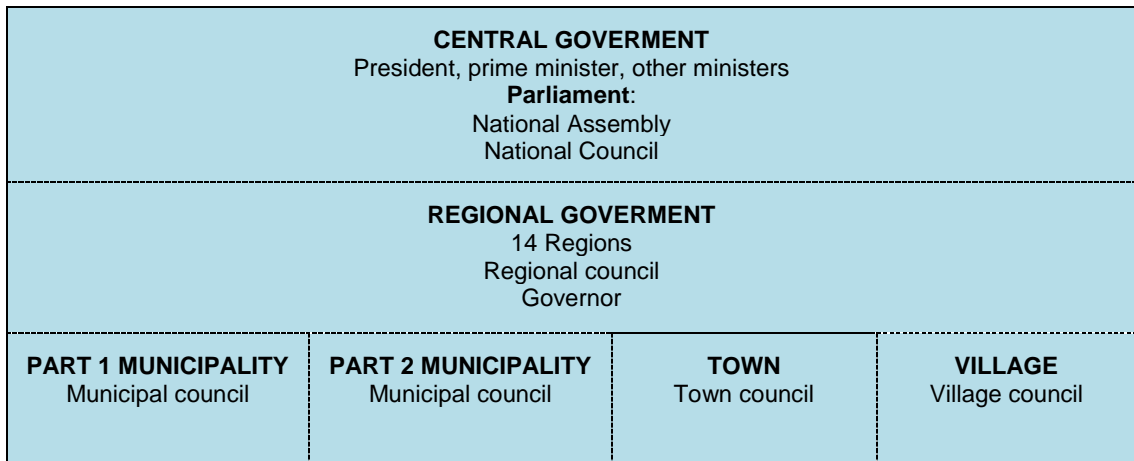 CENTRAL GOVERMENT
President, prime minister, other ministers
Parliament:
National Assembly
National Council
REGIONAL GOVERMENT
14 Regions
Regional council
Governor
PART 1 MUNICIPALITY
Municipal council
PART 2 MUNICIPALITY
Municipal council
TOWN
Town council
VILLAGE
Village council